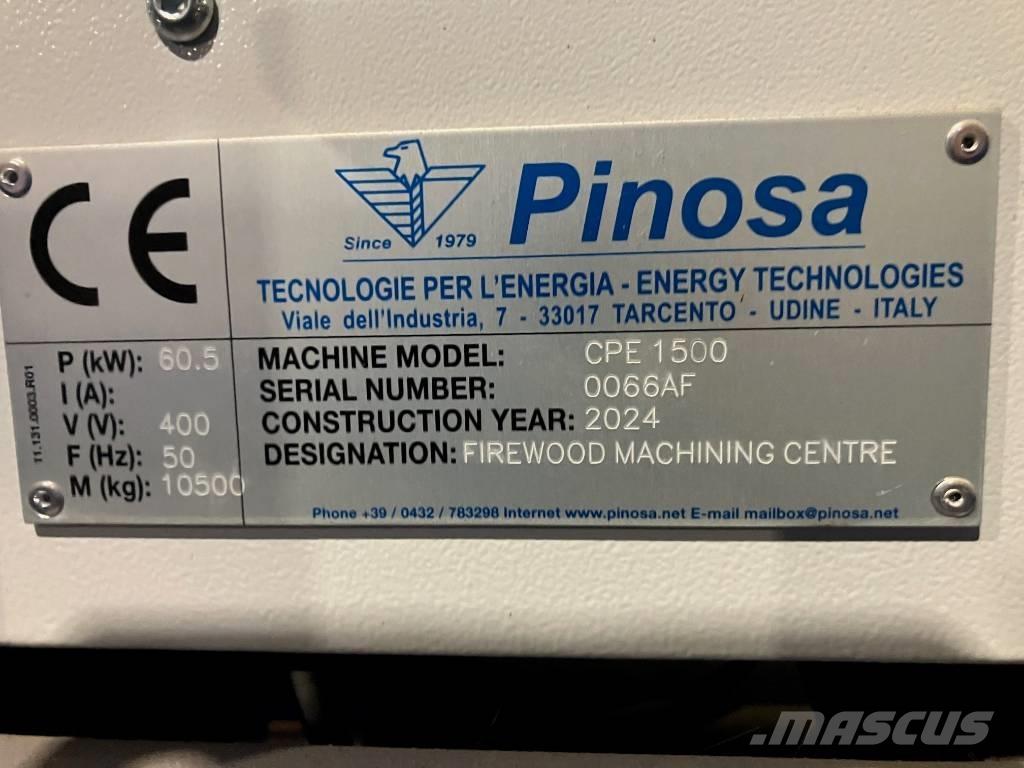 CE
Since 1979
Pinosa
TECNOLOGIE PER L'ENERGIA - ENERGY TECHNOLOGIES
Viale dell'Industria, 7 - 33017 TARCENTO - UDINE - ITALY
11.131.0003.R01
P (kW): 60.5
I (A):
V (V): 400
F (Hz): 50
M (kg): 10500
MACHINE MODEL: CPE 1500
SERIAL NUMBER: 0066AF
CONSTRUCTION YEAR: 2024
DESIGNATION: FIREWOOD MACHINING CENTRE
Phone +39 / 0432 / 783298 Internet www.pinosa.net E-mail mailbox@pinosa.net
MASCUS